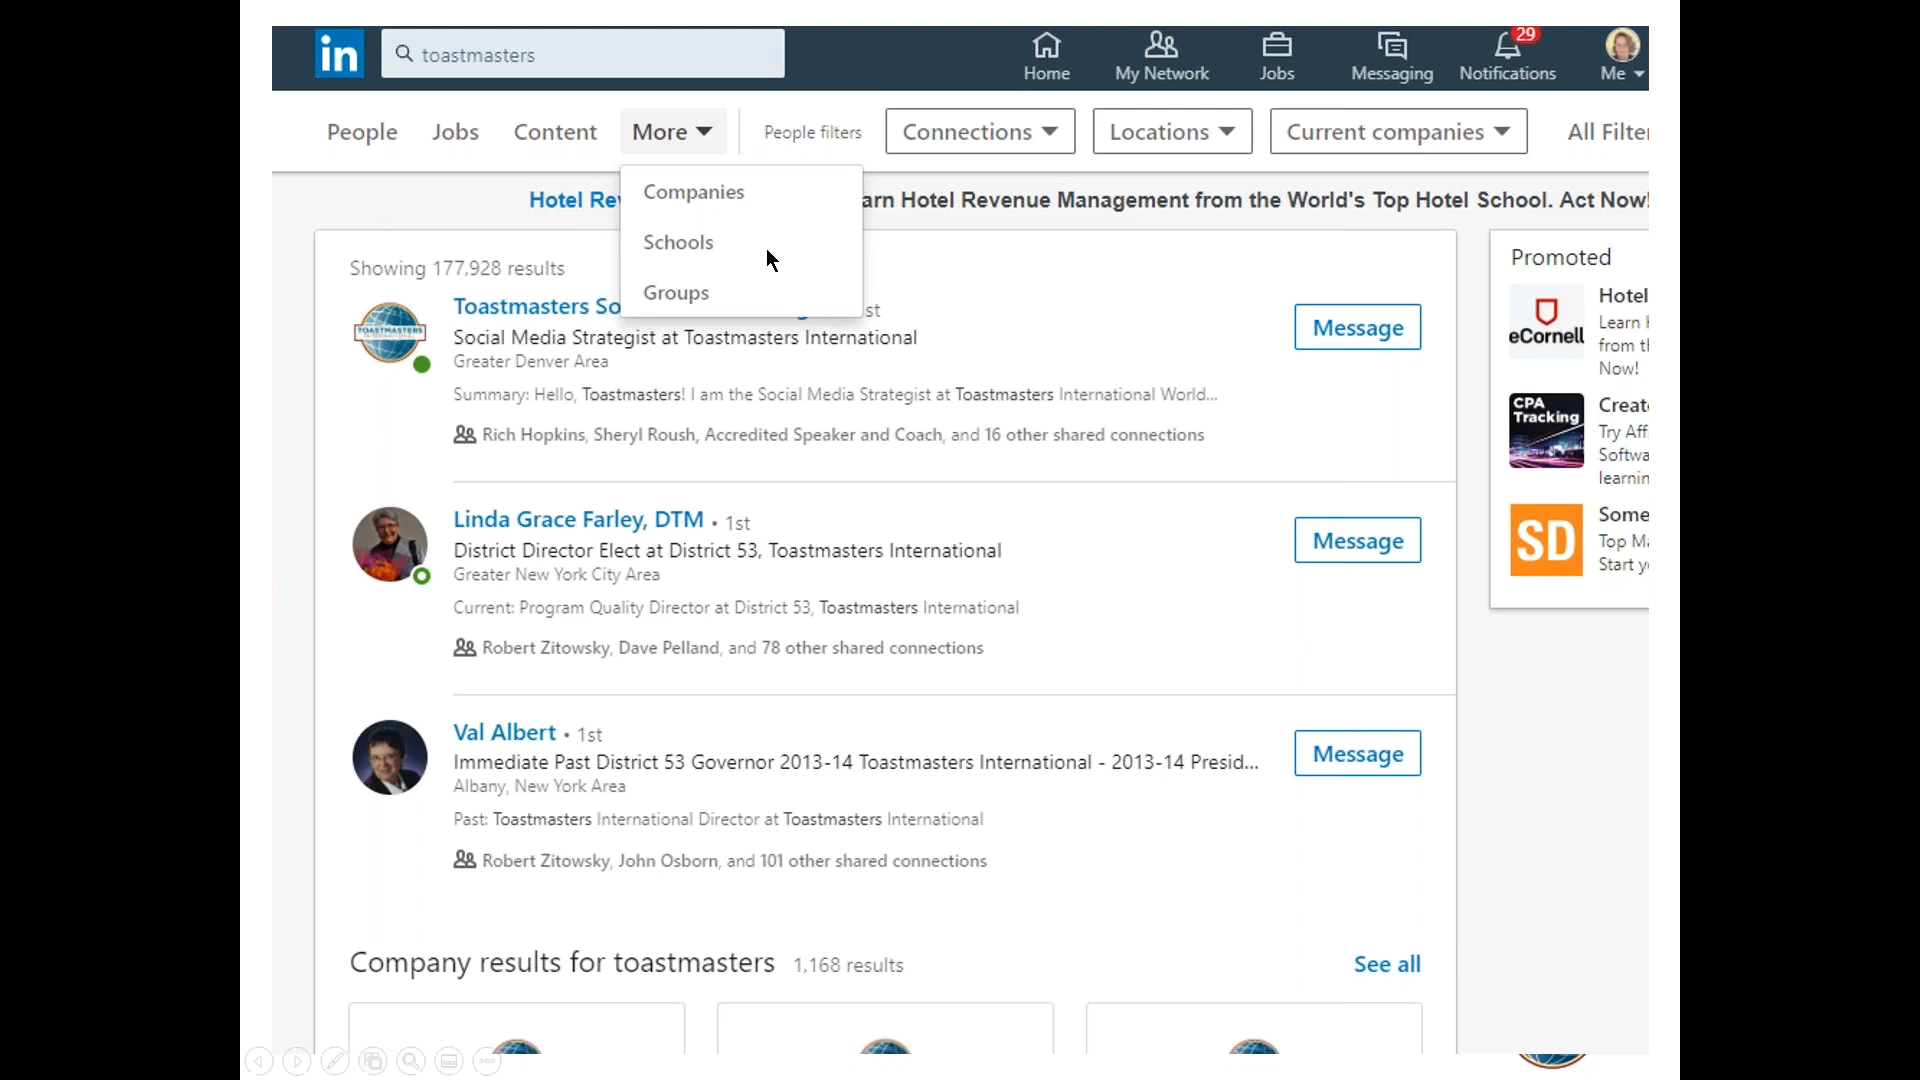 in
toastmasters
Home
My Network
Jobs
Messaging
29
Notifications
Me
People
Jobs
Content
More
People filters
Connections
Locations
Current companies
All Filter
Companies
Schools
Groups
Hotel Rev
arn Hotel Revenue Management from the World's Top Hotel School. Act Now!
Showing 177,928 results
TOASTMASTERS
Toastmasters So
st
Social Media Strategist at Toastmasters International
Greater Denver Area
Summary: Hello, Toastmasters! I am the Social Media Strategist at Toastmasters International World...
Rich Hopkins, Sheryl Roush, Accredited Speaker and Coach, and 16 other shared connections
Message
Linda Grace Farley, DTM • 1st
District Director Elect at District 53, Toastmasters International
Greater New York City Area
Current: Program Quality Director at District 53, Toastmasters International
Robert Zitowsky, Dave Pelland, and 78 other shared connections
Message
Val Albert • 1st
Immediate Past District 53 Governor 2013-14 Toastmasters International - 2013-14 Presid...
Albany, New York Area
Past: Toastmasters International Director at Toastmasters International
Robert Zitowsky, John Osborn, and 101 other shared connections
Message
Company results for toastmasters 1,168 results
See all
Promoted
eCornell
Hotel
Learn
from th
Now!
CPA
Tracking
Create
Try Aff
Softwa
learnin
SD
Some
Top Ma
Start yo